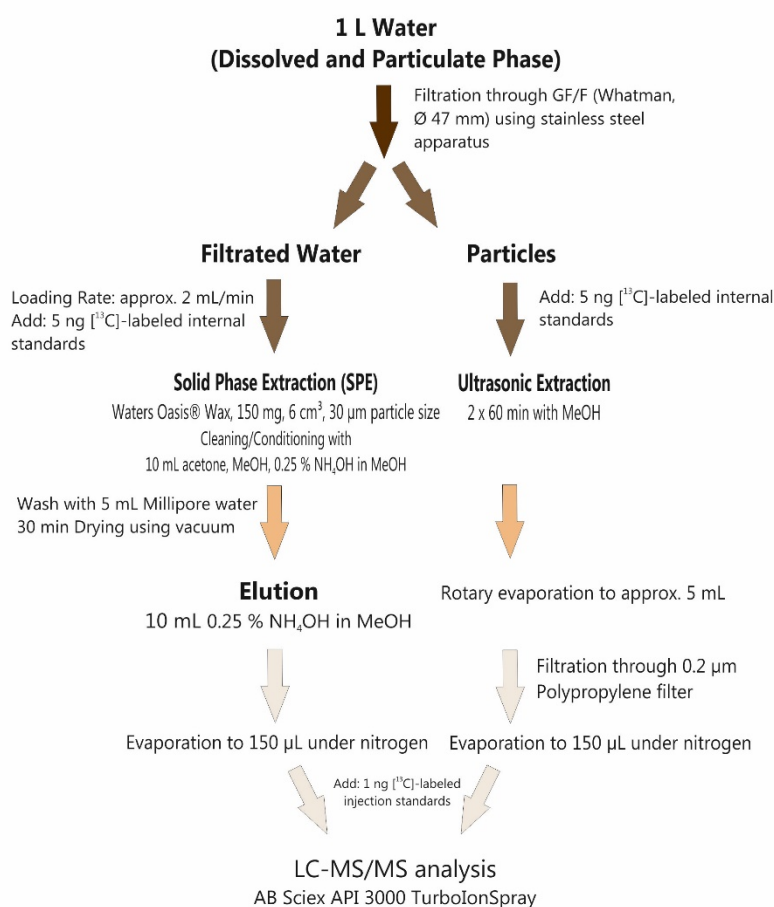 1 L Water
(Dissolved and Particulate Phase)
Filtration through GF/F (Whatman,
Ø 47 mm) using stainless steel
apparatus
Filtrated Water
Particles
Loading Rate: approx. 2 mL/min
Add: 5 ng [¹³C]-labeled internal
standards
Add: 5 ng [¹³C]-labeled internal
standards
Solid Phase Extraction (SPE)
Waters Oasis® Wax, 150 mg, 6 cm³, 30 µm particle size
Cleaning/Conditioning with
10 mL acetone, MeOH, 0.25 % NH₄OH in MeOH
Ultrasonic Extraction
2 x 60 min with MeOH
Wash with 5 mL Millipore water
30 min Drying using vacuum
Elution
10 mL 0.25 % NH₄OH in MeOH
Rotary evaporation to approx. 5 mL
Filtration through 0.2 µm
Polypropylene filter
Evaporation to 150 µL under nitrogen
Evaporation to 150 µL under nitrogen
Add: 1 ng [¹³C]-labeled
injection standards
LC-MS/MS analysis
AB Sciex API 3000 TurboIonSpray